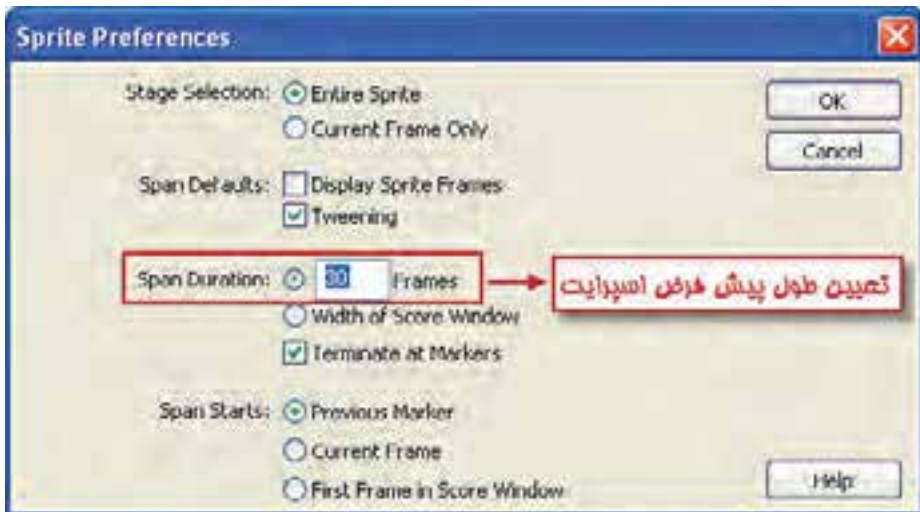 Sprite Preferences
Stage Selection: Entire Sprite
Current Frame Only
OK
Cancel
Span Defaults: Display Sprite Frames
Tweening
Span Duration: 30 Frames
تعیین طول پیش فرض اسپرایت
Width of Score Window
Terminate at Markers
Span Starts: Previous Marker
Current Frame
First Frame in Score Window
Help